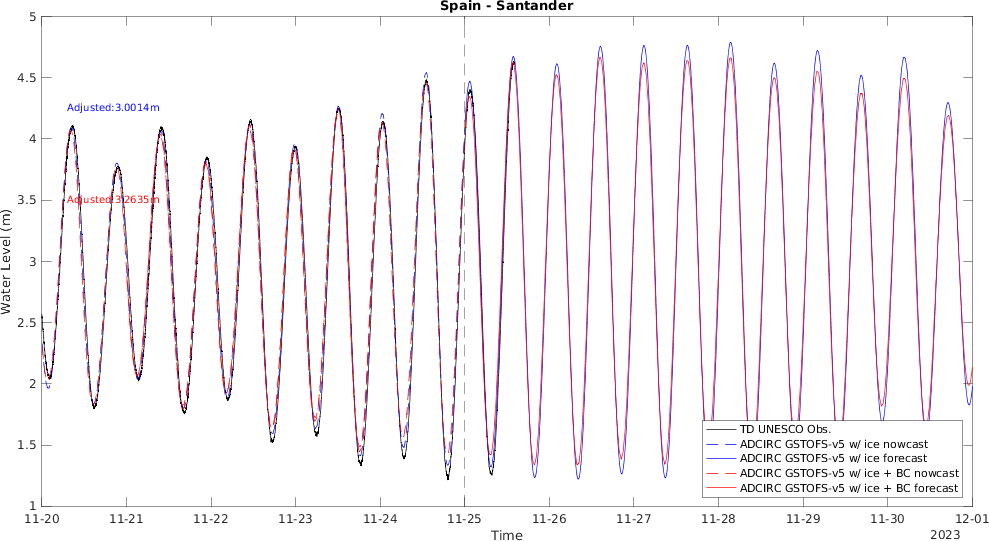 Spain - Santander
5
4.5
4
3.5
3
2.5
2
1.5
1
Water Level (m)
Adjusted:3.0014m
Adjusted:3.2635m
TD UNESCO Obs.
ADCIRC GSTOFS-v5 w/ ice nowcast
ADCIRC GSTOFS-v5 w/ ice forecast
ADCIRC GSTOFS-v5 w/ ice + BC nowcast
ADCIRC GSTOFS-v5 w/ ice + BC forecast
11-20 11-21 11-22 11-23 11-24 11-25 11-26 11-27 11-28 11-29 11-30 12-01
Time
2023